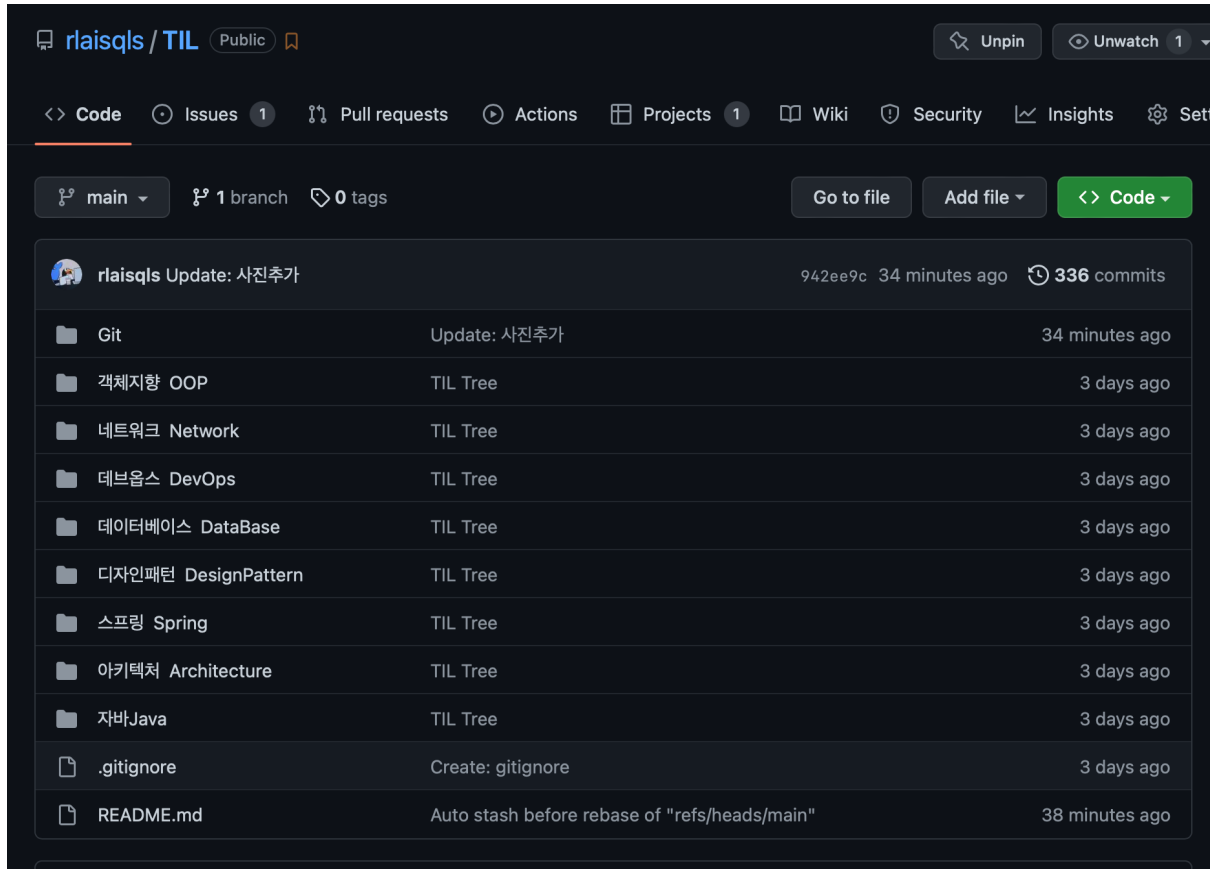 rlaisqls / TIL Public Unpin Unwatch 1
Code Issues 1 Pull requests Actions Projects 1 Wiki Security Insights
main 1 branch 0 tags Go to file Add file Code
rlaisqls Update: 사진추가 942ee9c 34 minutes ago 336 commits
Git Update: 사진추가 34 minutes ago
객체지향 OOP TIL Tree 3 days ago
네트워크 Network TIL Tree 3 days ago
데브옵스 DevOps TIL Tree 3 days ago
데이터베이스 DataBase TIL Tree 3 days ago
디자인패턴 DesignPattern TIL Tree 3 days ago
스프링 Spring TIL Tree 3 days ago
아키텍처 Architecture TIL Tree 3 days ago
자바Java TIL Tree 3 days ago
.gitignore Create: gitignore 3 days ago
README.md Auto stash before rebase of "refs/heads/main" 38 minutes ago